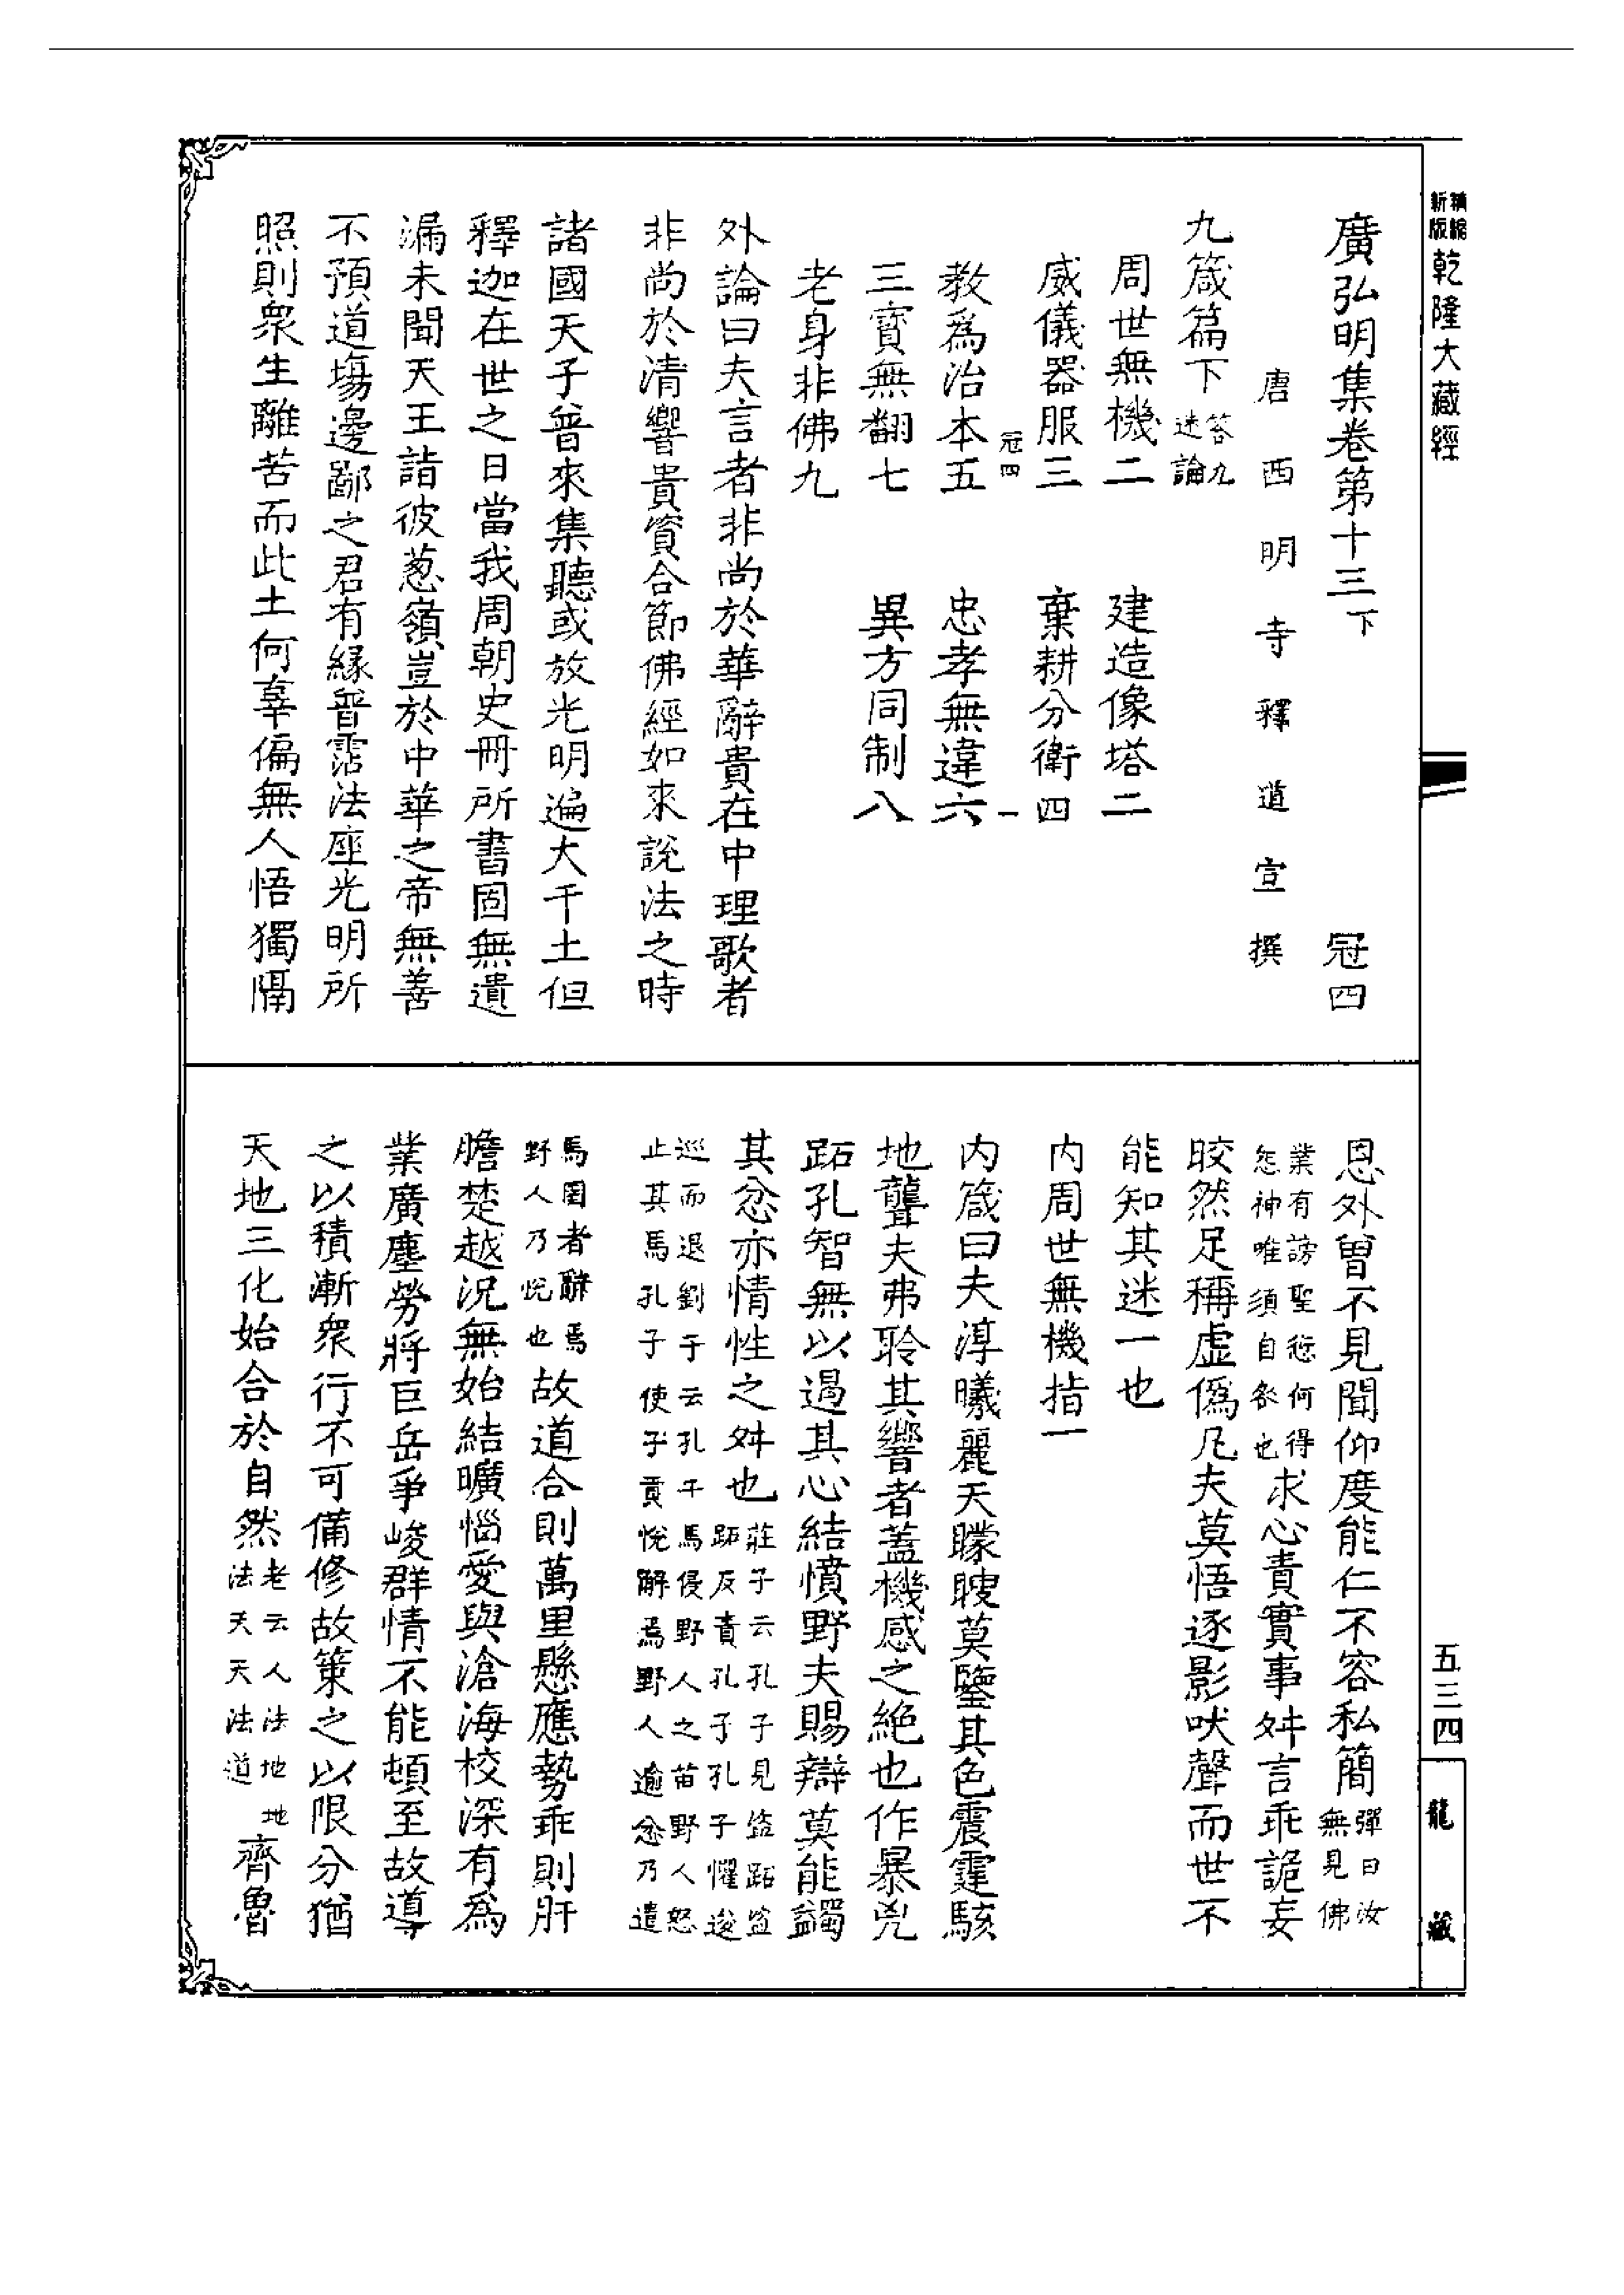 新版精縮乾隆大藏經
廣弘明集卷第十三下　冠四
唐西明寺釋道宣撰
九箴篇下答九迷論
周世無機二　建造像塔二
威儀器服三　棄耕分衛四
冠四　一
教為治本五　忠孝無違六
三寶無翻七　異方同制八
老身非佛九
外論曰夫言者非尚於華辭貴在中理歌者
非尚於清響貴資合節佛經如來說法之時
諸國天子普來集聽或放光明遍大千土但
釋迦在世之日當我周朝史冊所書固無遺
漏未聞天王詣彼葱嶺豈於中華之帝無善
不預道場邊鄙之君有緣普霑法座光明所
照則眾生離苦而此土何辜偏無人悟獨隔
恩外曾不見聞仰度能仁不容私簡彈曰汝無見佛
業有謗聖愆何得怨神唯須自咎也求心責實事舛言乖詭妄
皎然足稱虛偽凡夫莫悟逐影吠聲而世不
能知其迷一也
內周世無機指一
內箴曰夫淳曦麗天矇瞍莫鑒其色震霆駭
地聾夫弗聆其響者蓋機感之絕也作暴兇
跖孔智無以遏其心結憤野夫賜辯莫能蠲
其忿亦情性之舛也莊子云孔子見盜跖盜跖反責孔子孔子懼逡
巡而退劉子云孔子馬侵野人之苗野人怒止其馬孔子使子貢悅解焉野人逾忿乃遣
馬圉者辭焉野人乃悅也故道合則萬里懸應勢乖則肝
膽楚越況無始結曠惱愛與滄海校深有為
業廣塵勞將巨岳爭峻群情不能頓至故導
之以積漸眾行不可備修故策之以限分猶
天地三化始合於自然老云人法地地法天天法道齊魯
五三四
龍藏